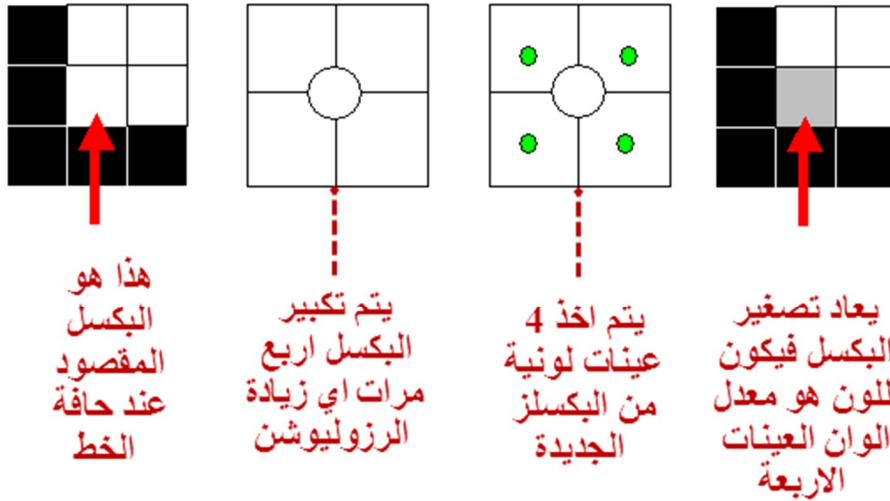 هذا هو
البكسل
المقصود
عند حافة
الخط
يتم تكبير
البكسل اربع
مرات اي زيادة
الرزوليوشن
يتم اخذ 4
عينات لونية
من البكسلز
الجديدة
يعاد تصغير
البكسل فيكون
للون هو معدل
الوان العينات
الاربعة